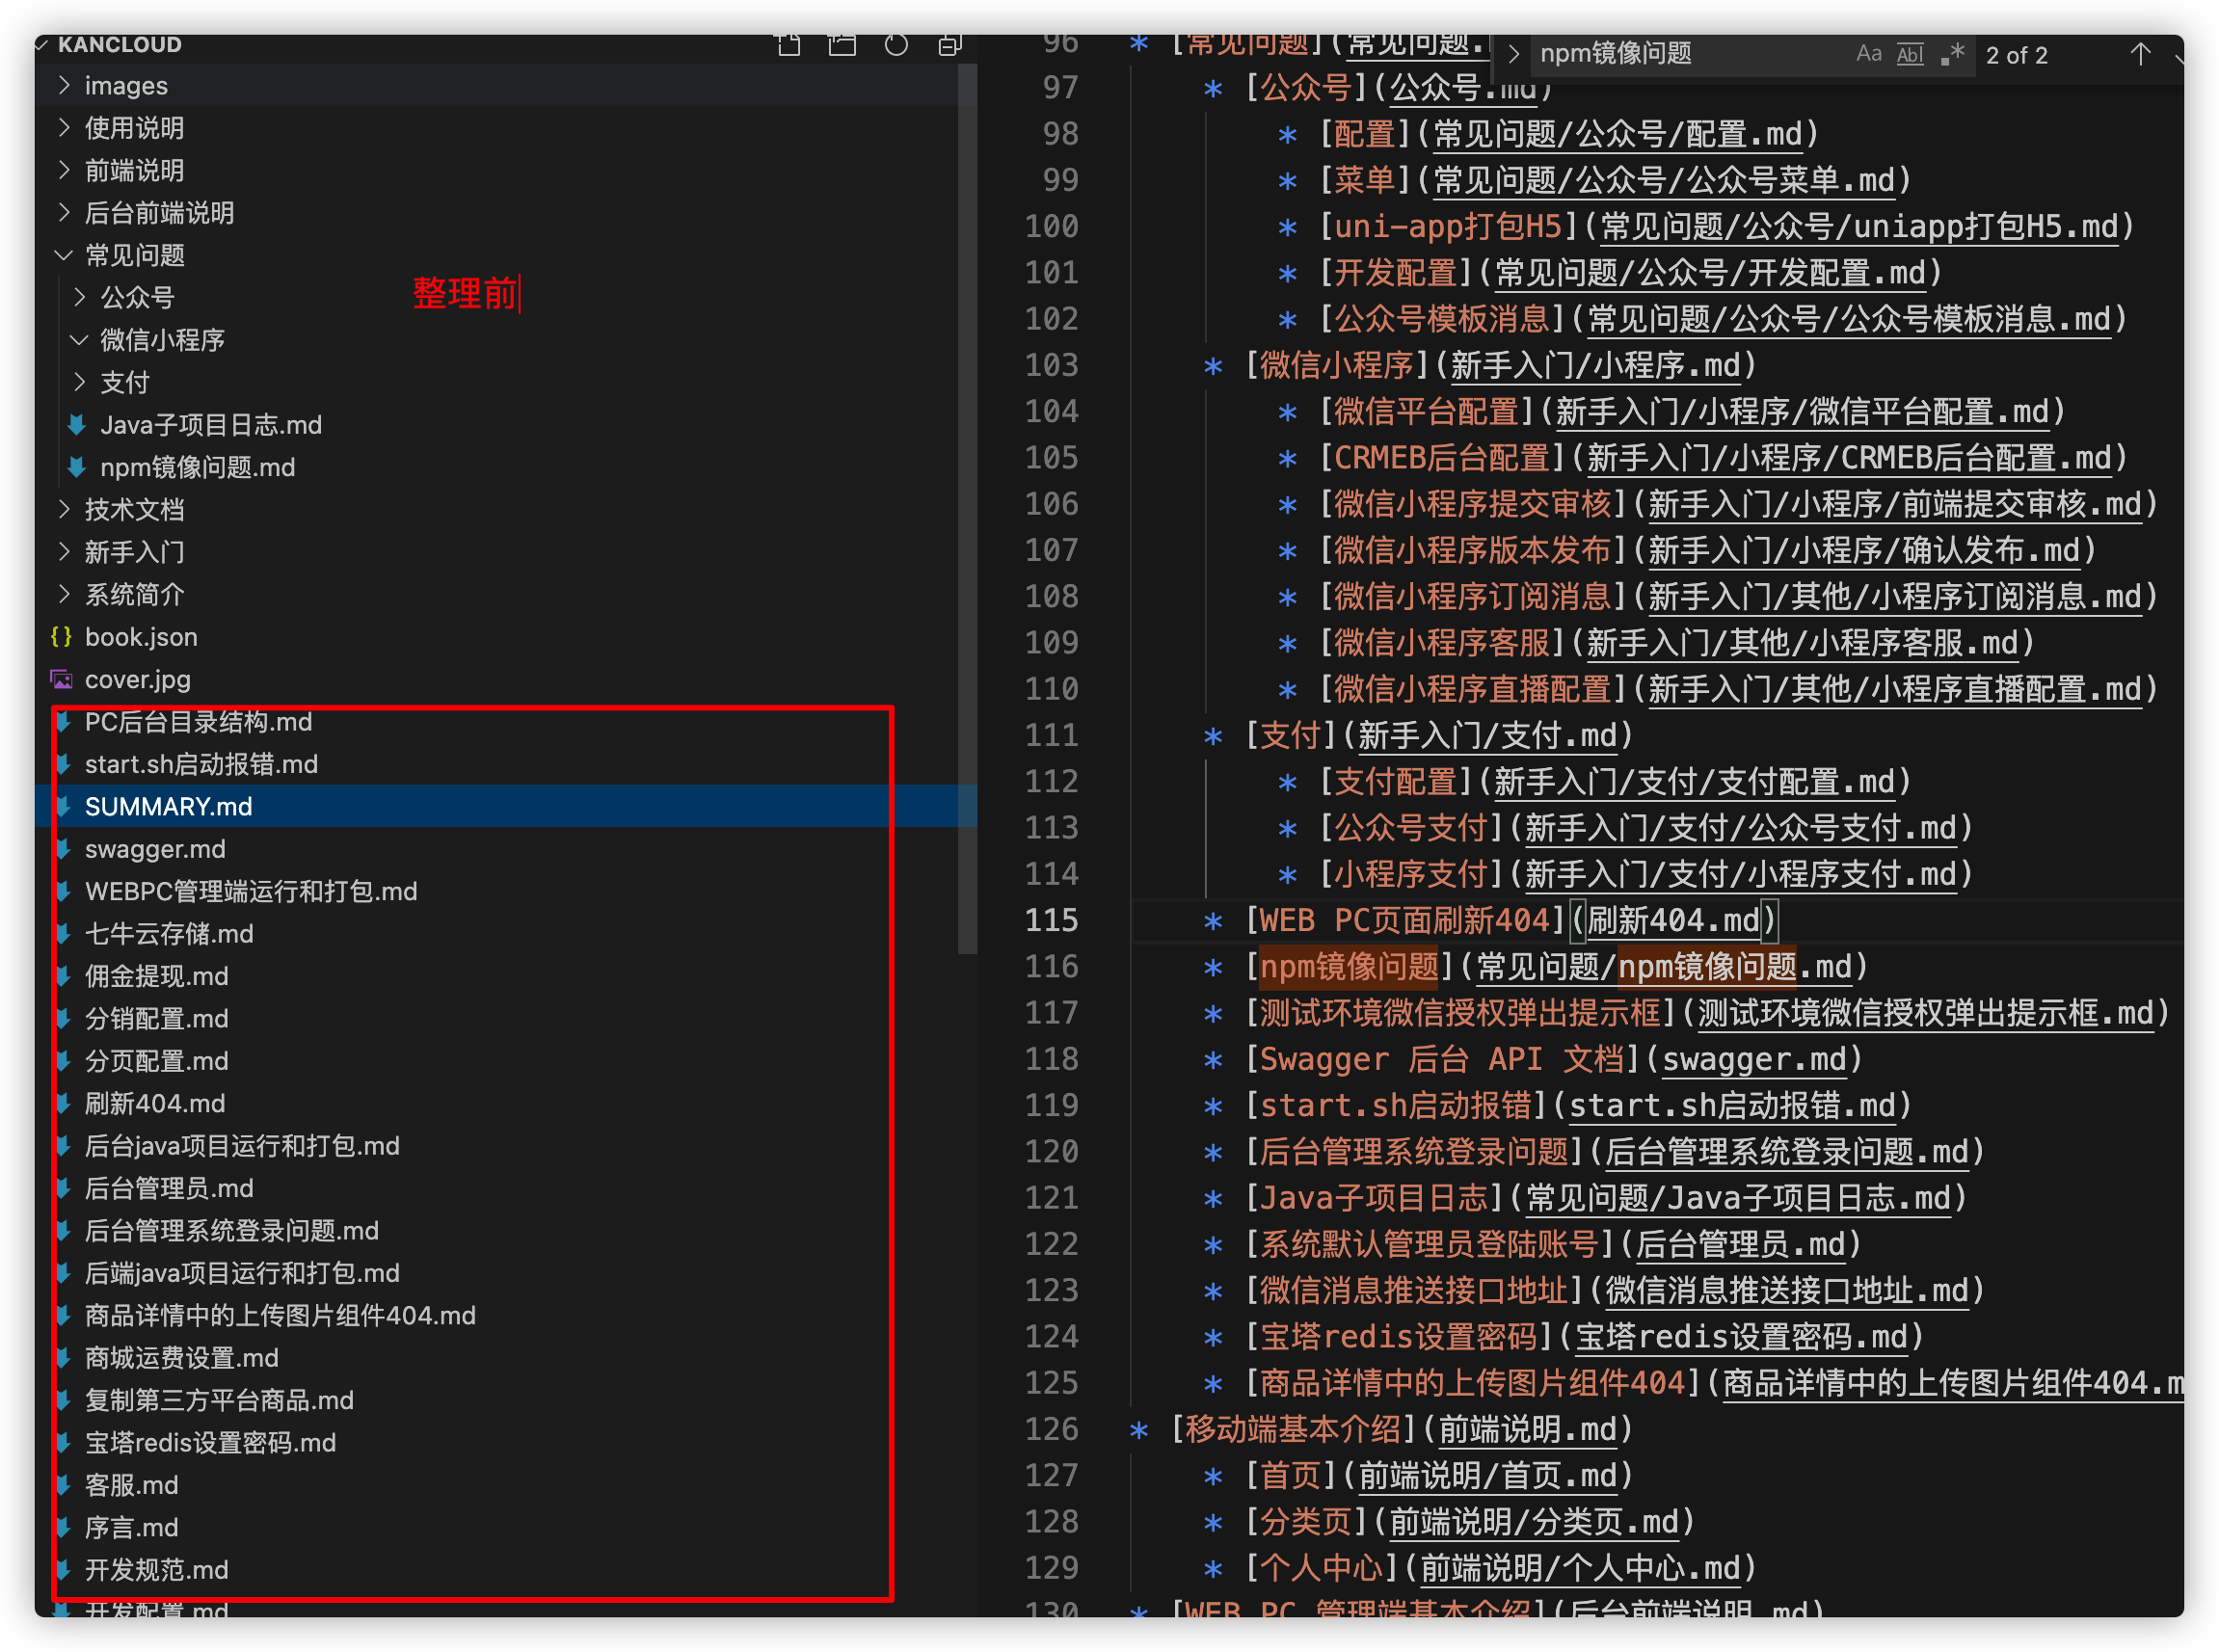 KANCLOUD
images
使用说明
前端说明
后台前端说明
常见问题
整理前
公众号
微信小程序
支付
Java子项目日志.md
npm镜像问题.md
技术文档
新手入门
系统简介
{} book.json
cover.jpg
PC后台目录结构.md
start.sh启动报错.md
SUMMARY.md
swagger.md
WEBPC管理端运行和打包.md
七牛云存储.md
佣金提现.md
分销配置.md
分页配置.md
刷新404.md
后台java项目运行和打包.md
后台管理员.md
后台管理系统登录问题.md
后端java项目运行和打包.md
商品详情中的上传图片组件404.md
商城运费设置.md
复制第三方平台商品.md
宝塔redis设置密码.md
客服.md
序言.md
开发规范.md
开发配置.md
npm镜像问题 Aa Abl .* 2 of 2
96 * [常见问题](常见问题.
97 * [公众号](公众号.md)
98 * [配置](常见问题/公众号/配置.md)
99 * [菜单](常见问题/公众号/公众号菜单.md)
100 * [uni-app打包H5](常见问题/公众号/uniapp打包H5.md)
101 * [开发配置](常见问题/公众号/开发配置.md)
102 * [公众号模板消息](常见问题/公众号/公众号模板消息.md)
103 * [微信小程序](新手入门/小程序.md)
104 * [微信平台配置](新手入门/小程序/微信平台配置.md)
105 * [CRMEB后台配置](新手入门/小程序/CRMEB后台配置.md)
106 * [微信小程序提交审核](新手入门/小程序/前端提交审核.md)
107 * [微信小程序版本发布](新手入门/小程序/确认发布.md)
108 * [微信小程序订阅消息](新手入门/其他/小程序订阅消息.md)
109 * [微信小程序客服](新手入门/其他/小程序客服.md)
110 * [微信小程序直播配置](新手入门/其他/小程序直播配置.md)
111 * [支付](新手入门/支付.md)
112 * [支付配置](新手入门/支付/支付配置.md)
113 * [公众号支付](新手入门/支付/公众号支付.md)
114 * [小程序支付](新手入门/支付/小程序支付.md)
115 * [WEB PC页面刷新404](刷新404.md)
116 * [npm镜像问题](常见问题/npm镜像问题.md)
117 * [测试环境微信授权弹出提示框](测试环境微信授权弹出提示框.md)
118 * [Swagger 后台 API 文档](swagger.md)
119 * [start.sh启动报错](start.sh启动报错.md)
120 * [后台管理系统登录问题](后台管理系统登录问题.md)
121 * [Java子项目日志](常见问题/Java子项目日志.md)
122 * [系统默认管理员登陆账号](后台管理员.md)
123 * [微信消息推送接口地址](微信消息推送接口地址.md)
124 * [宝塔redis设置密码](宝塔redis设置密码.md)
125 * [商品详情中的上传图片组件404](商品详情中的上传图片组件404.m
126 * [移动端基本介绍](前端说明.md)
127 * [首页](前端说明/首页.md)
128 * [分类页](前端说明/分类页.md)
129 * [个人中心](前端说明/个人中心.md)
130 * [WEB PC 管理端基本介绍](后台前端说明.md)